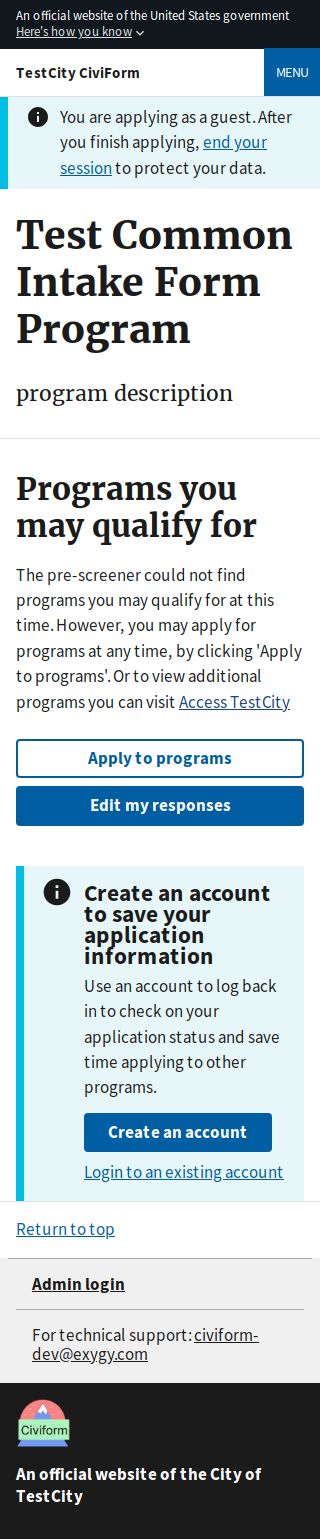 An official website of the United States government
Here's how you know
TestCity CiviForm
MENU
You are applying as a guest. After
you finish applying, end your
session to protect your data.
Test Common
Intake Form
Program
program description
Programs you
may qualify for
The pre-screener could not find
programs you may qualify for at this
time. However, you may apply for
programs at any time, by clicking 'Apply
to programs'. Or to view additional
programs you can visit Access TestCity
Apply to programs
Edit my responses
Create an account
to save your
application
information
Use an account to log back
in to check on your
application status and save
time applying to other
programs.
Create an account
Login to an existing account
Return to top
Admin login
For technical support: civiform-
dev@exygy.com
Civiform
An official website of the City of
TestCity